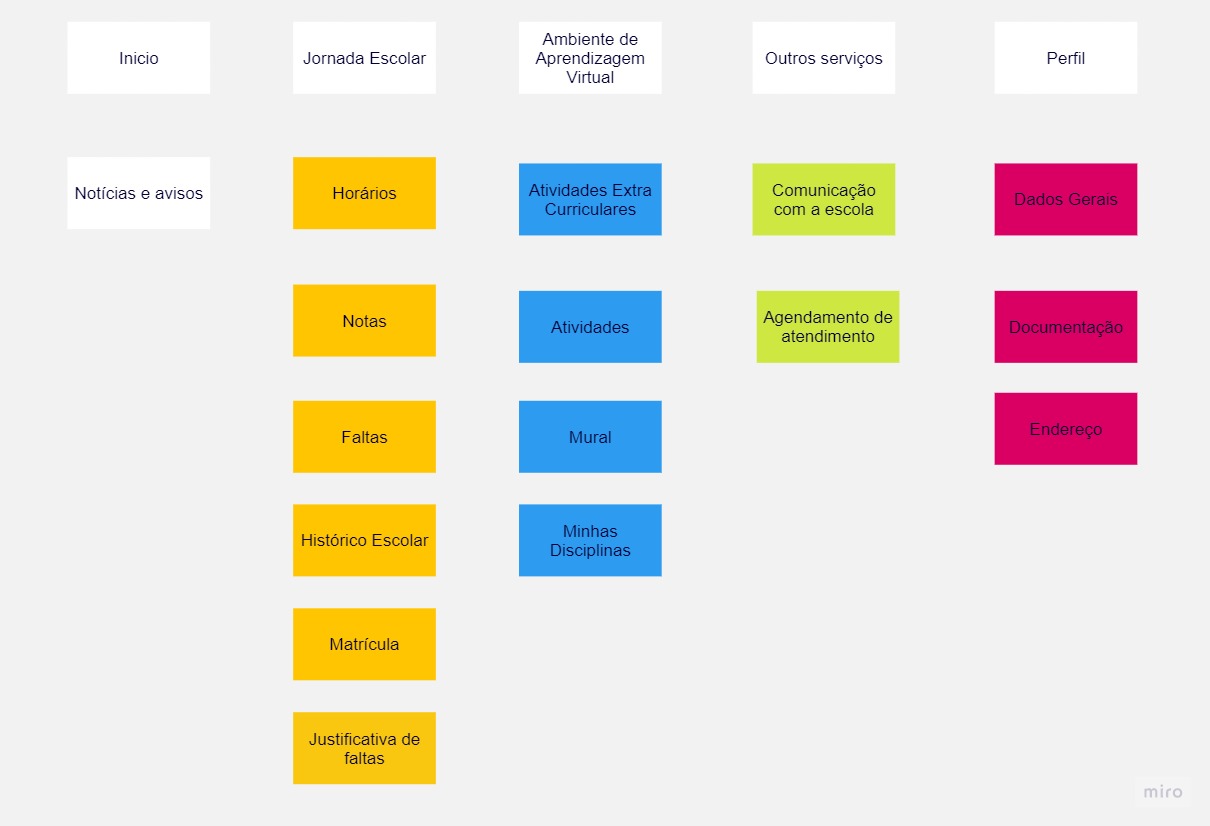 Inicio
Jornada Escolar
Ambiente de
Aprendizagem
Virtual
Outros serviços
Perfil
Notícias e avisos
Horários
Atividades Extra
Curriculares
Comunicação
com a escola
Dados Gerais
Notas
Atividades
Agendamento de
atendimento
Documentação
Faltas
Mural
Endereço
Histórico Escolar
Minhas
Disciplinas
Matrícula
Justificativa de
faltas
miro